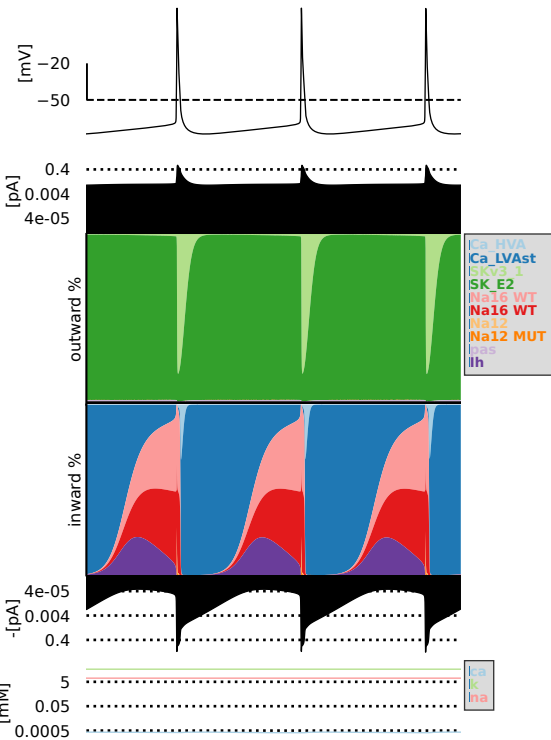 [mV]
−20
−50
[pA]
0.4
0.004
4e-05
outward %
Ca_HVA
Ca_LVAst
SKv3_1
SK_E2
Na16 WT
Na16 WT
Na12
Na12 MUT
pas
Ih
inward %
-[pA]
4e-05
0.004
0.4
[mM]
5
0.05
0.0005
ca
k
na